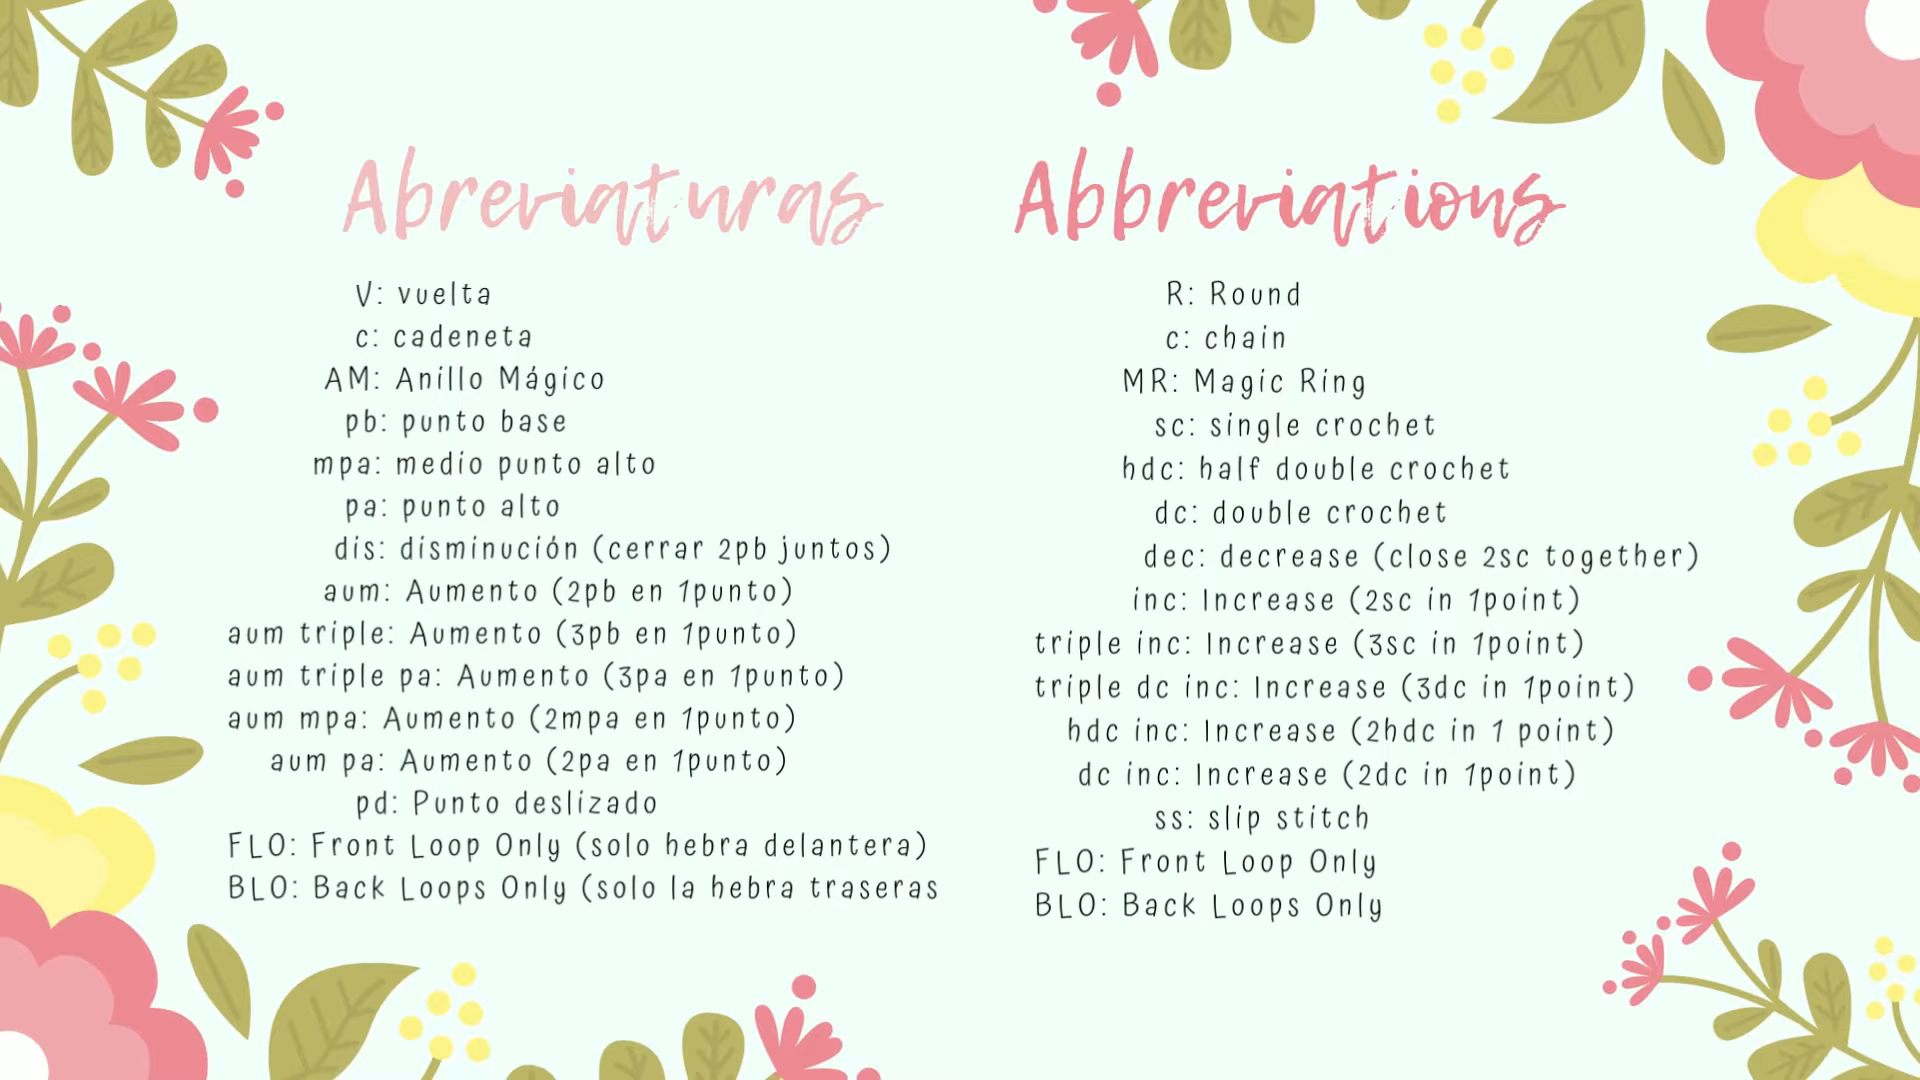 Abreviaturas
V: vuelta
c: cadeneta
AM: Anillo Mágico
pb: punto base
mpa: medio punto alto
pa: punto alto
dis: disminución (cerrar 2pb juntos)
aum: Aumento (2pb en 1punto)
aum triple: Aumento (3pb en 1punto)
aum triple pa: Aumento (3pa en 1punto)
aum mpa: Aumento (2mpa en 1punto)
aum pa: Aumento (2pa en 1punto)
pd: Punto deslizado
FLO: Front Loop Only (solo hebra delantera)
BLO: Back Loops Only (solo la hebra traseras
Abbreviations
R: Round
c: chain
MR: Magic Ring
sc: single crochet
hdc: half double crochet
dc: double crochet
dec: decrease (close 2sc together)
inc: Increase (2sc in 1point)
triple inc: Increase (3sc in 1point)
triple dc inc: Increase (3dc in 1point)
hdc inc: Increase (2hdc in 1 point)
dc inc: Increase (2dc in 1point)
ss: slip stitch
FLO: Front Loop Only
BLO: Back Loops Only